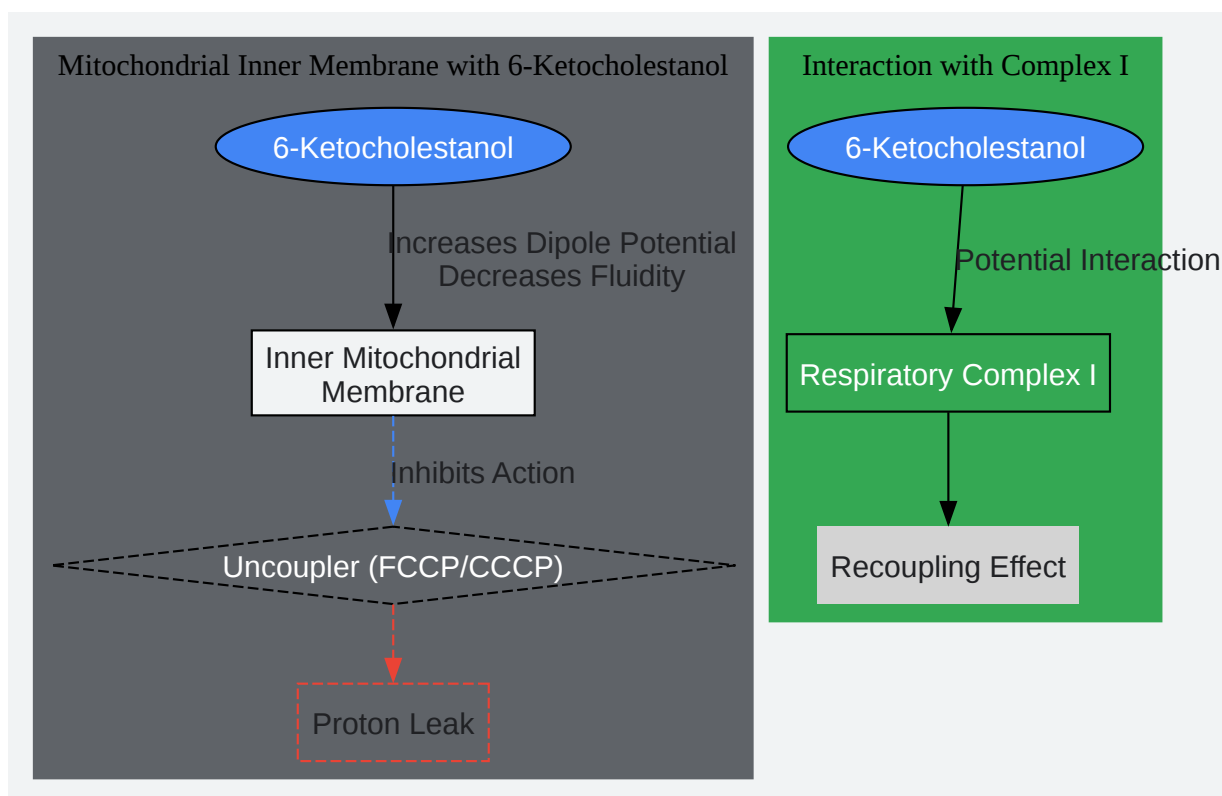 Mitochondrial Inner Membrane with 6-Ketocholestanol
6-Ketocholestanol
Increases Dipole Potential
Decreases Fluidity
Inner Mitochondrial
Membrane
Inhibits Action
Uncoupler (FCCP/CCCP)
Proton Leak
Interaction with Complex I
6-Ketocholestanol
Potential Interaction
Respiratory Complex I
Recoupling Effect